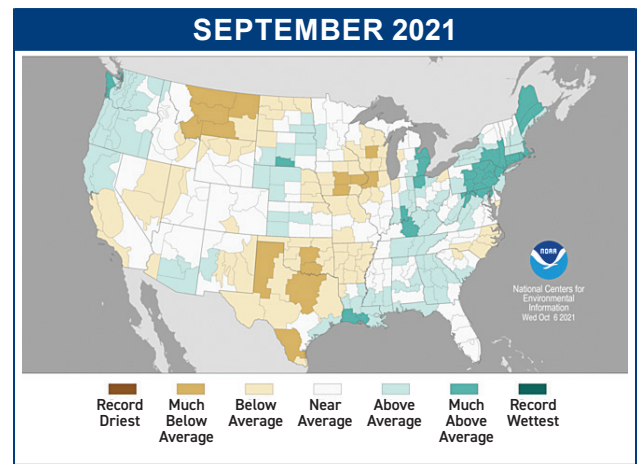 SEPTEMBER 2021
NOAA
National Centers for
Environmental
Information
Wed Oct 6 2021
Record
Driest
Much
Below
Average
Below
Average
Near
Average
Above
Average
Much
Above
Average
Record
Wettest